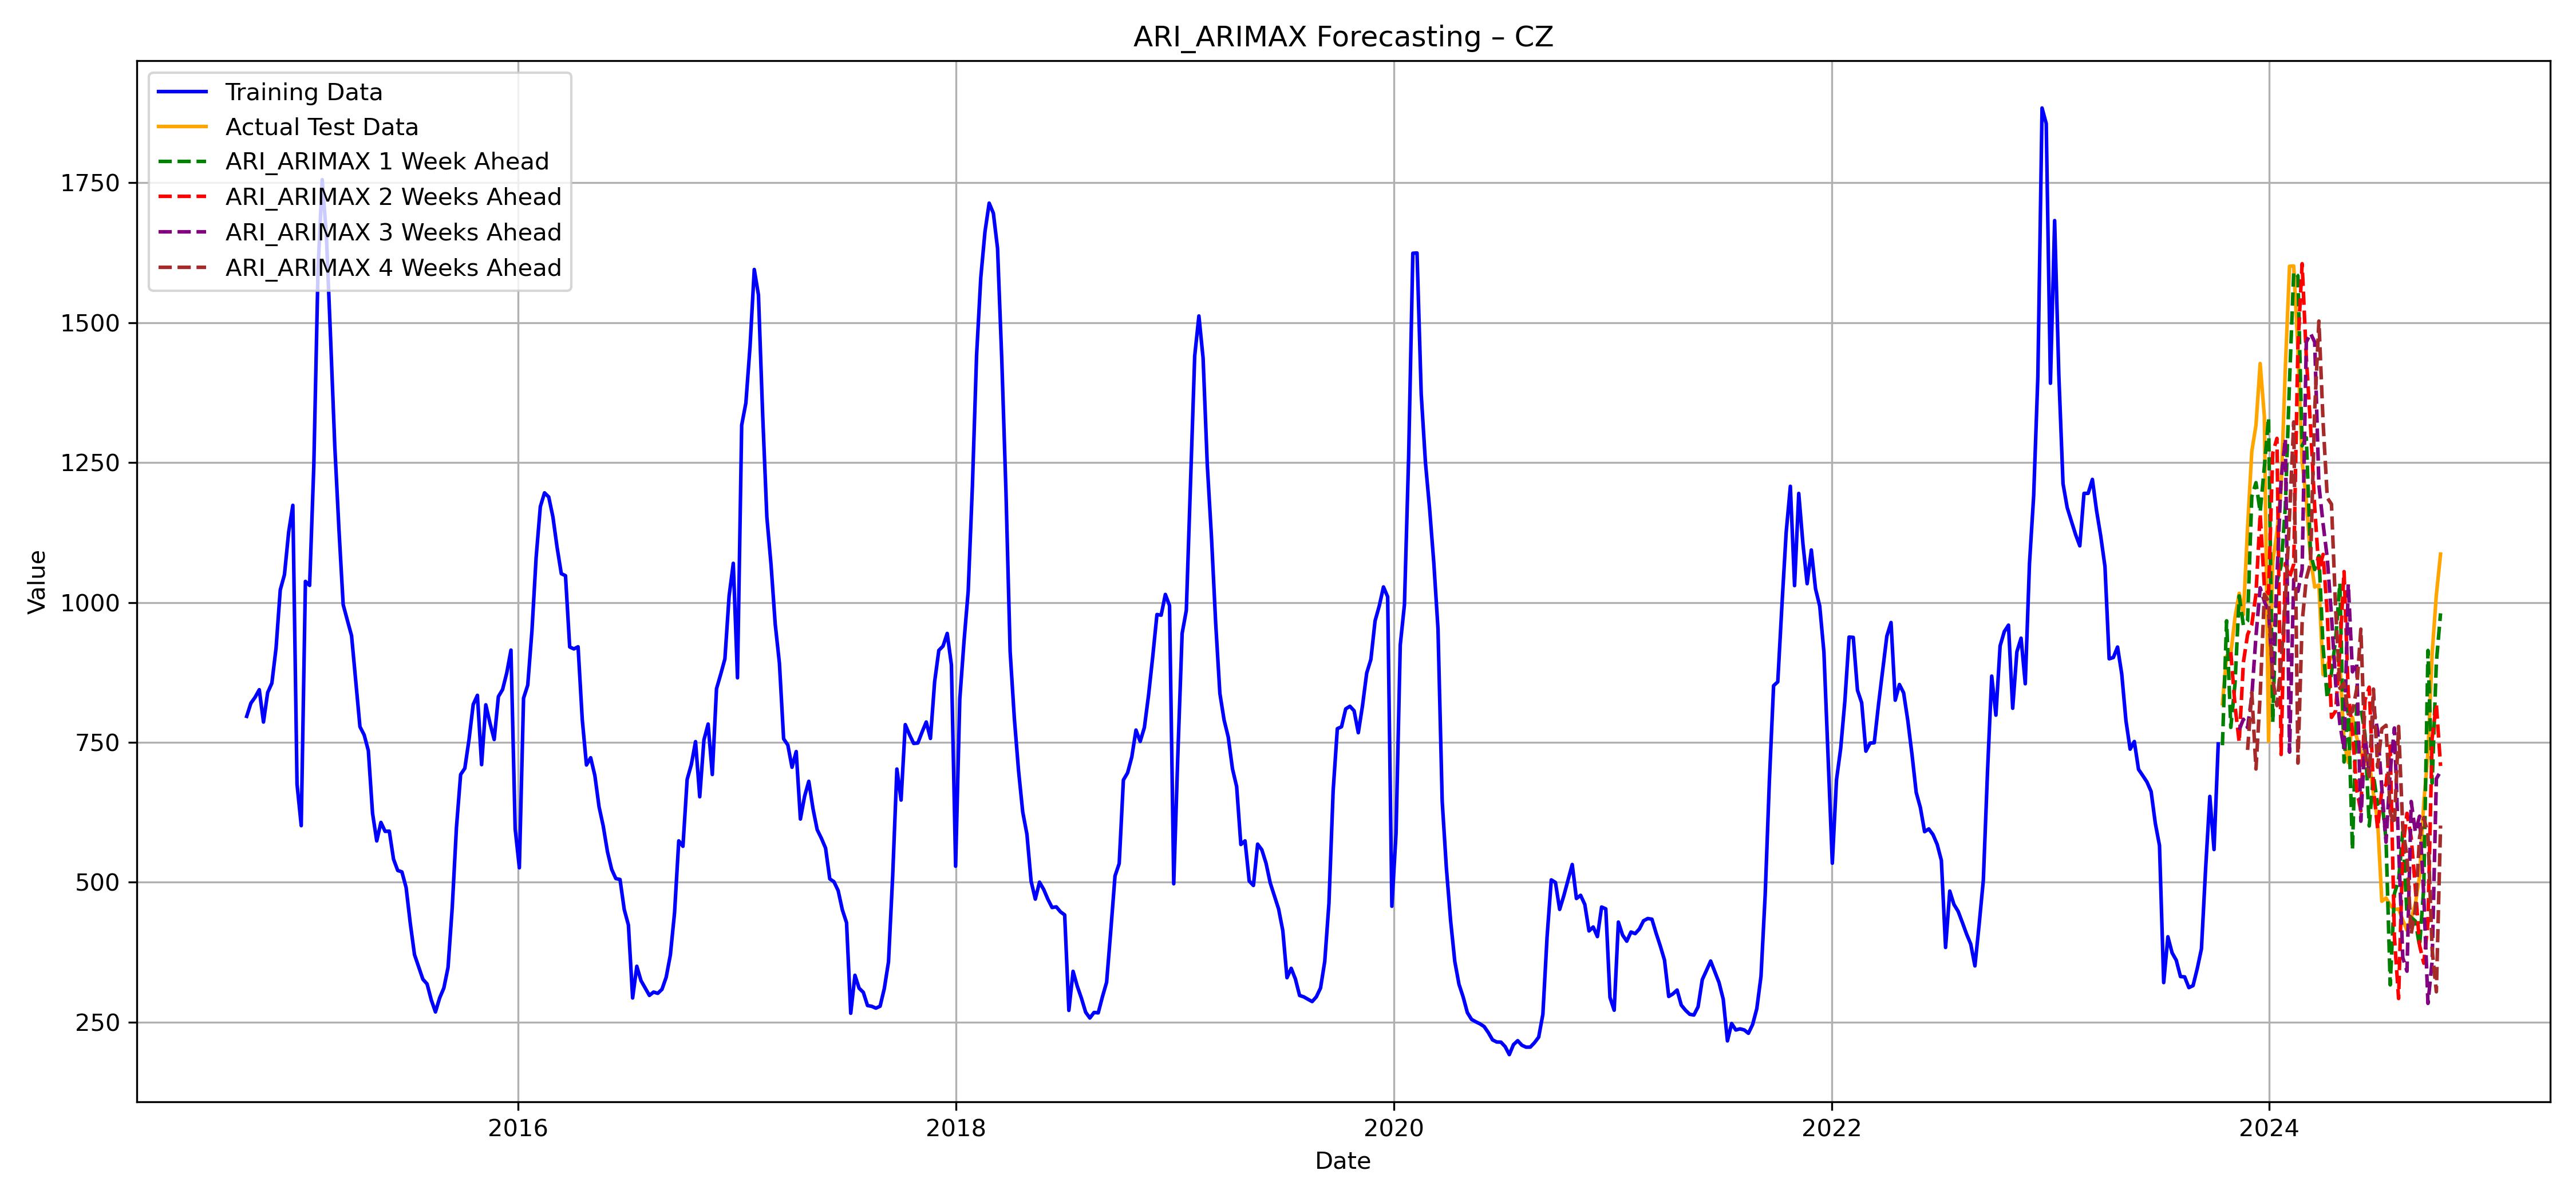 ARI_ARIMAX Forecasting – CZ
Training Data
Actual Test Data
ARI_ARIMAX 1 Week Ahead
ARI_ARIMAX 2 Weeks Ahead
ARI_ARIMAX 3 Weeks Ahead
ARI_ARIMAX 4 Weeks Ahead
1750
1500
1250
1000
750
500
250
Value
2016
2018
2020
2022
2024
Date